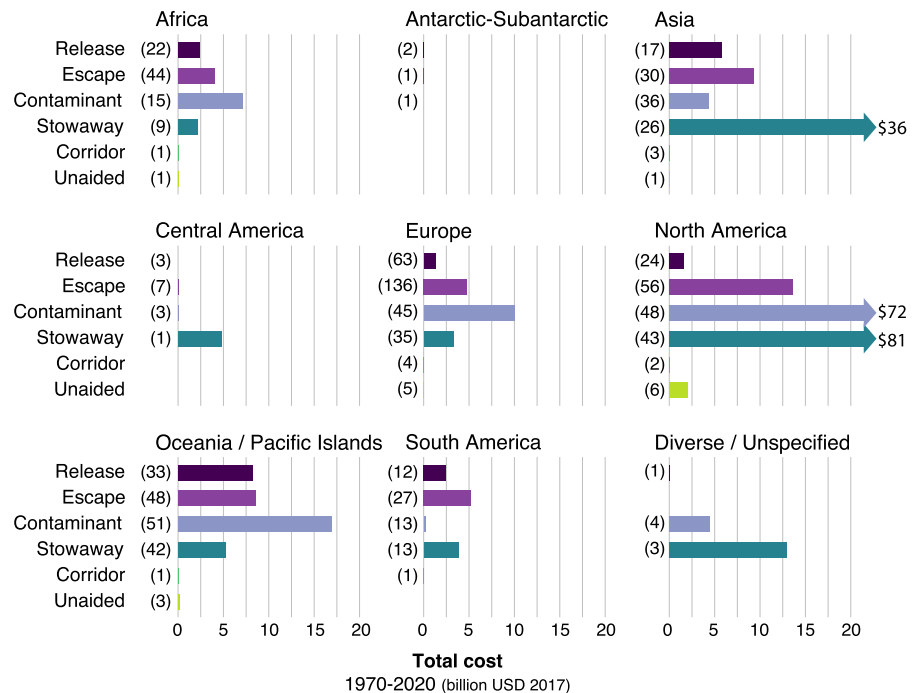 Africa Antarctic-Subantarctic Asia
Release (22) (2) (17)
Escape (44) (1) (30)
Contaminant (15) (1) (36)
Stowaway (9) (26) $36
Corridor (1) (3)
Unaided (1) (1)
Central America Europe North America
Release (3) (63) (24)
Escape (7) (136) (56)
Contaminant (3) (45) (48) $72
Stowaway (1) (35) (43) $81
Corridor (4) (2)
Unaided (5) (6)
Oceania / Pacific Islands South America Diverse / Unspecified
Release (33) (12) (1)
Escape (48) (27)
Contaminant (51) (13) (4)
Stowaway (42) (13) (3)
Corridor (1) (1)
Unaided (3)
0 5 10 15 20 0 5 10 15 20 0 5 10 15 20
Total cost
1970-2020 (billion USD 2017)